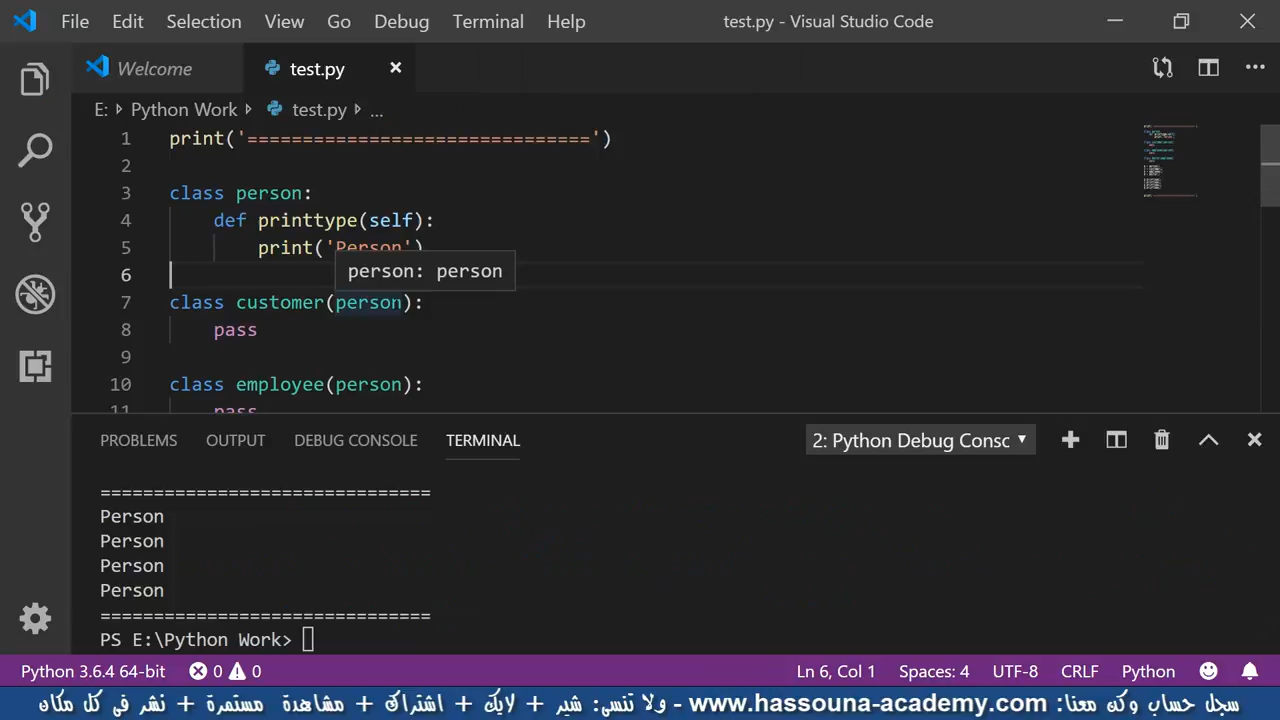 File Edit Selection View Go Debug Terminal Help test.py - Visual Studio Code
Welcome test.py
E: Python Work test.py ...
1 print('===============================')
2
3 class person:
4 def printtype(self):
5 print('Person')
6 person: person
7 class customer(person):
8 pass
9
10 class employee(person):
11 pass
PROBLEMS OUTPUT DEBUG CONSOLE TERMINAL 2: Python Debug Consc
==============================
Person
Person
Person
Person
==============================
PS E:\Python Work>
Python 3.6.4 64-bit 0 0 Ln 6, Col 1 Spaces: 4 UTF-8 CRLF Python
سجل حساب وكن معنا: www.hassouna-academy.com - ولا تنسى: شير + لايك + اشتراك + مشاهدة مستمرة + نشر فى كل مكان